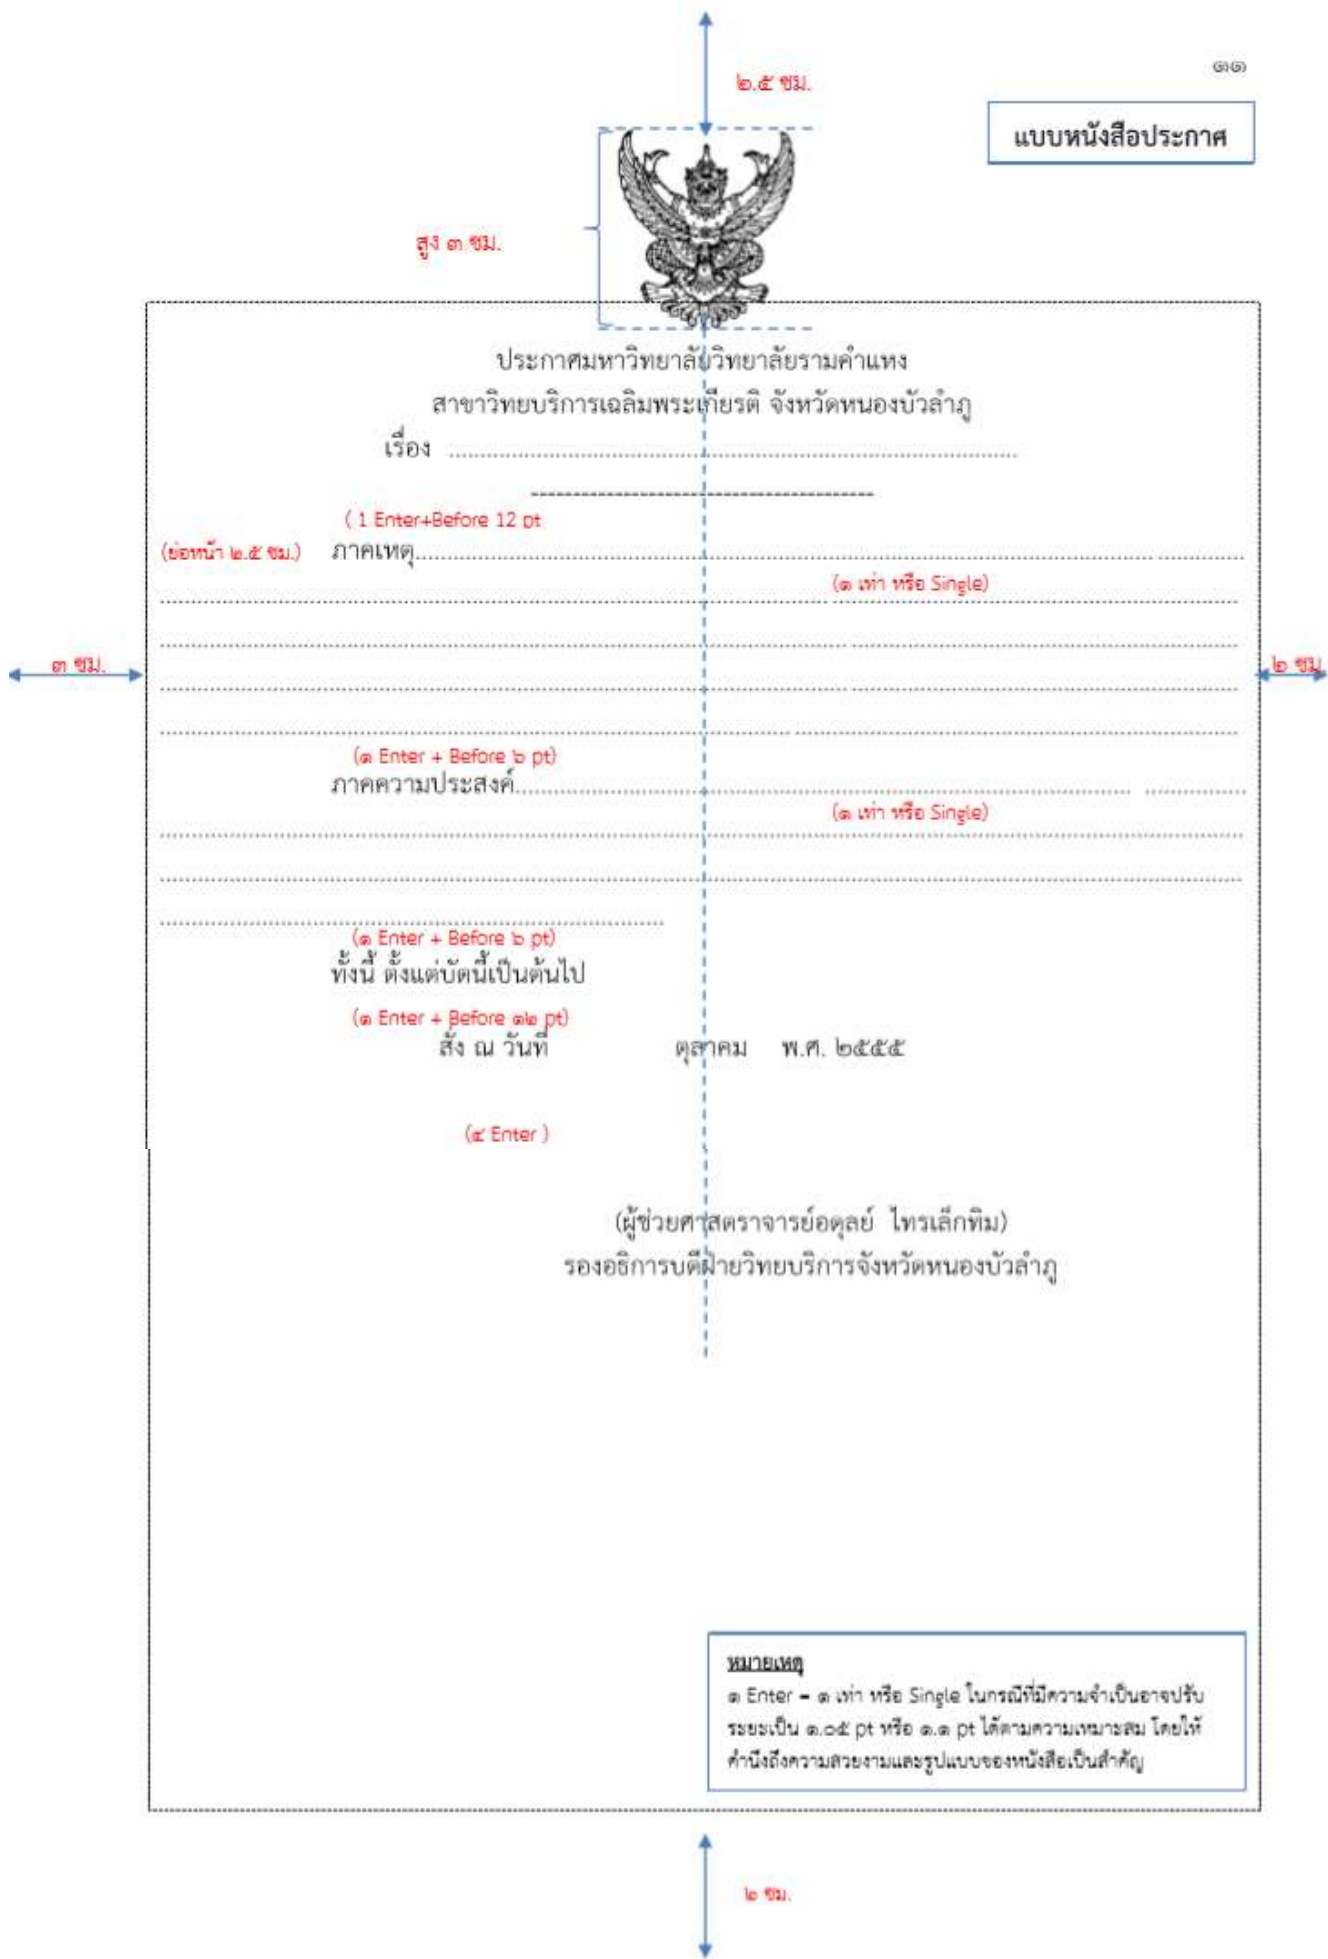 ๑๑
๒.๕ ซม.
แบบหนังสือประกาศ
สูง ๓ ซม.
ประกาศมหาวิทยาลัยวิทยาลัยรามคำแหง
สาขาวิทยบริการเฉลิมพระเกียรติ จังหวัดหนองบัวลำภู
เรื่อง ................................................................................
----------------------------------------
( 1 Enter+Before 12 pt
(ย่อหน้า ๒.๕ ซม.) ภาคเหตุ................................................................................
(๑ เท่า หรือ Single)
๓ ซม.
๒ ซม
(๑ Enter + Before ๖ pt)
ภาคความประสงค์................................................................................
(๑ เท่า หรือ Single)
(๑ Enter + Before ๖ pt)
ทั้งนี้ ตั้งแต่บัดนี้เป็นต้นไป
(๑ Enter + Before ๑๒ pt)
สั่ง ณ วันที่ ตุลาคม พ.ศ. ๒๕๕๕
(๔ Enter )
(ผู้ช่วยศาสตราจารย์อดุลย์ ไทรเล็กทิม)
รองอธิการบดีฝ่ายวิทยบริการจังหวัดหนองบัวลำภู
หมายเหตุ
๑ Enter = ๑ เท่า หรือ Single ในกรณีที่มีความจำเป็นอาจปรับ
ระยะเป็น ๑.๐๕ pt หรือ ๑.๑ pt ได้ตามความเหมาะสม โดยให้
คำนึงถึงความสวยงามและรูปแบบของหนังสือเป็นสำคัญ
๒ ซม.